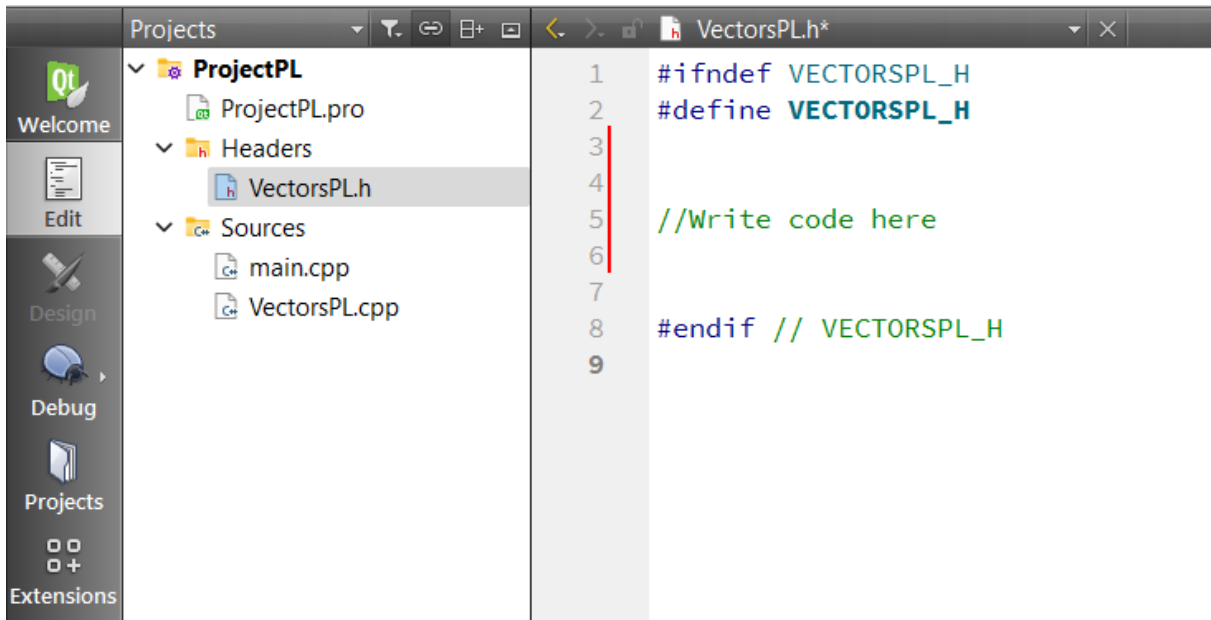 Projects
VectorsPL.h*
Qt
Welcome
Edit
Design
Debug
Projects
Extensions
ProjectPL
ProjectPL.pro
Headers
VectorsPL.h
Sources
main.cpp
VectorsPL.cpp
1 #ifndef VECTORSPL_H
2 #define VECTORSPL_H
3
4
5 //Write code here
6
7
8 #endif // VECTORSPL_H
9